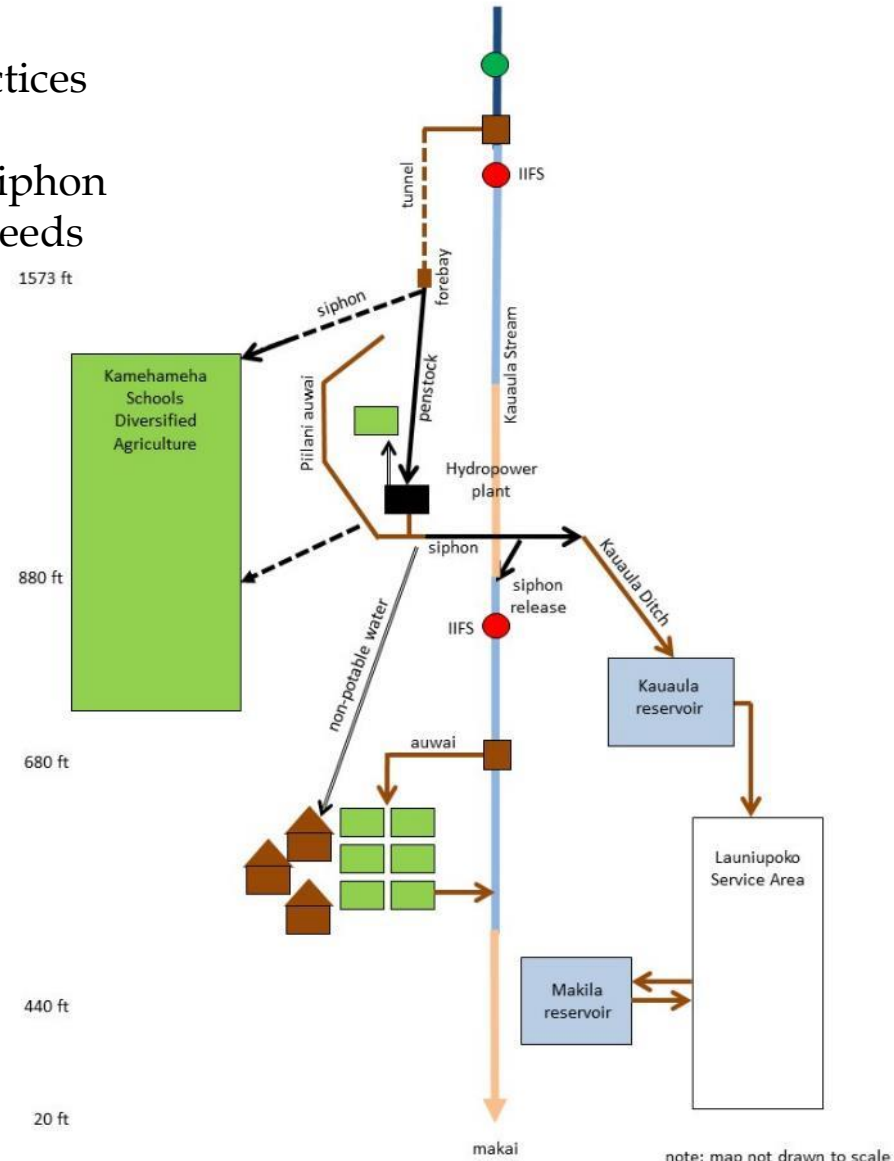 ctices
siphon
eeds
IIFS
tunnel
forebay
1573 ft
siphon
Kauaula Stream
Kamehameha
Schools
Diversified
Agriculture
penstock
Piilani auwai
Hydropower
plant
siphon
880 ft
Kauaula Ditch
siphon
release
IIFS
non-potable water
Kauaula
reservoir
auwai
680 ft
Launiupoko
Service Area
Makila
reservoir
440 ft
20 ft
makai
note: map not drawn to scale